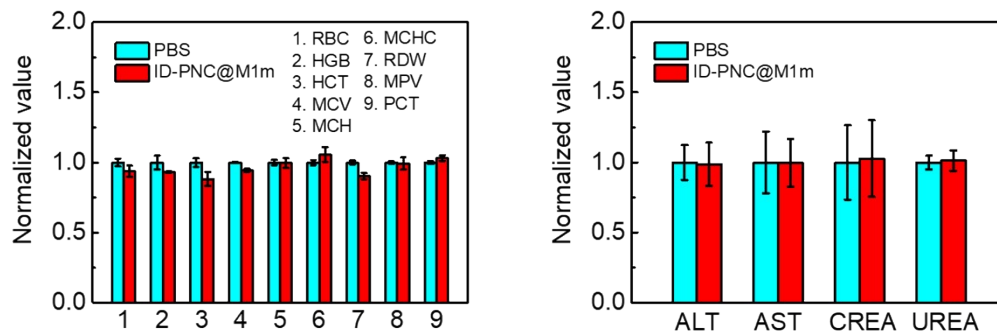 2.0
1.5
1.0
0.5
0.0
Normalized value
PBS
ID-PNC@M1m
1. RBC 6. MCHC
2. HGB 7. RDW
3. HCT 8. MPV
4. MCV 9. PCT
5. MCH
1 2 3 4 5 6 7 8 9
2.0
1.5
1.0
0.5
0.0
Normalized value
PBS
ID-PNC@M1m
ALT AST CREA UREA